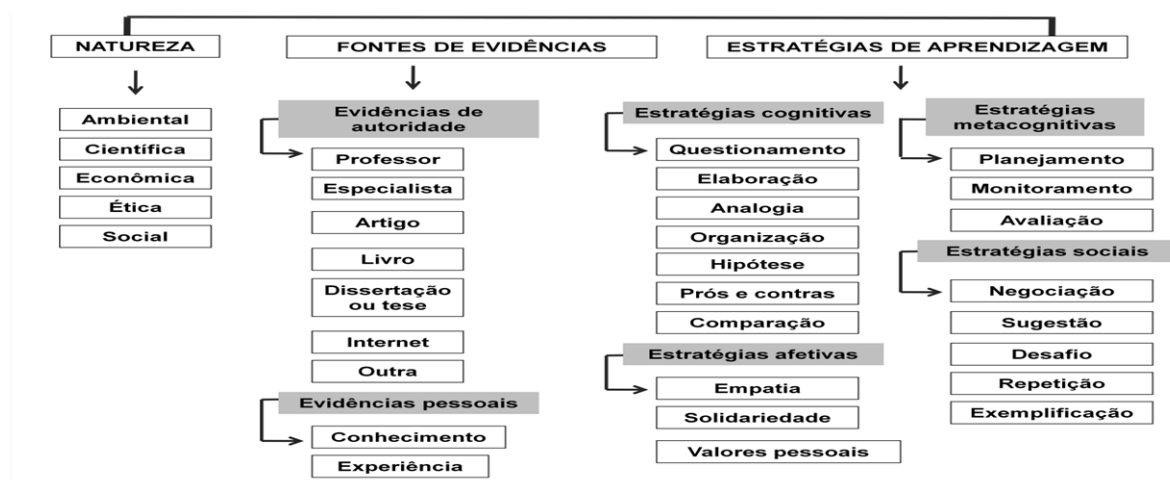 NATUREZA
Ambiental
Científica
Econômica
Ética
Social
FONTES DE EVIDÊNCIAS
Evidências de
autoridade
Professor
Especialista
Artigo
Livro
Dissertação
ou tese
Internet
Outra
Evidências pessoais
Conhecimento
Experiência
ESTRATÉGIAS DE APRENDIZAGEM
Estratégias cognitivas
Questionamento
Elaboração
Analogia
Organização
Hipótese
Prós e contras
Comparação
Estratégias afetivas
Empatia
Solidariedade
Valores pessoais
Estratégias
metacognitivas
Planejamento
Monitoramento
Avaliação
Estratégias sociais
Negociação
Sugestão
Desafio
Repetição
Exemplificação